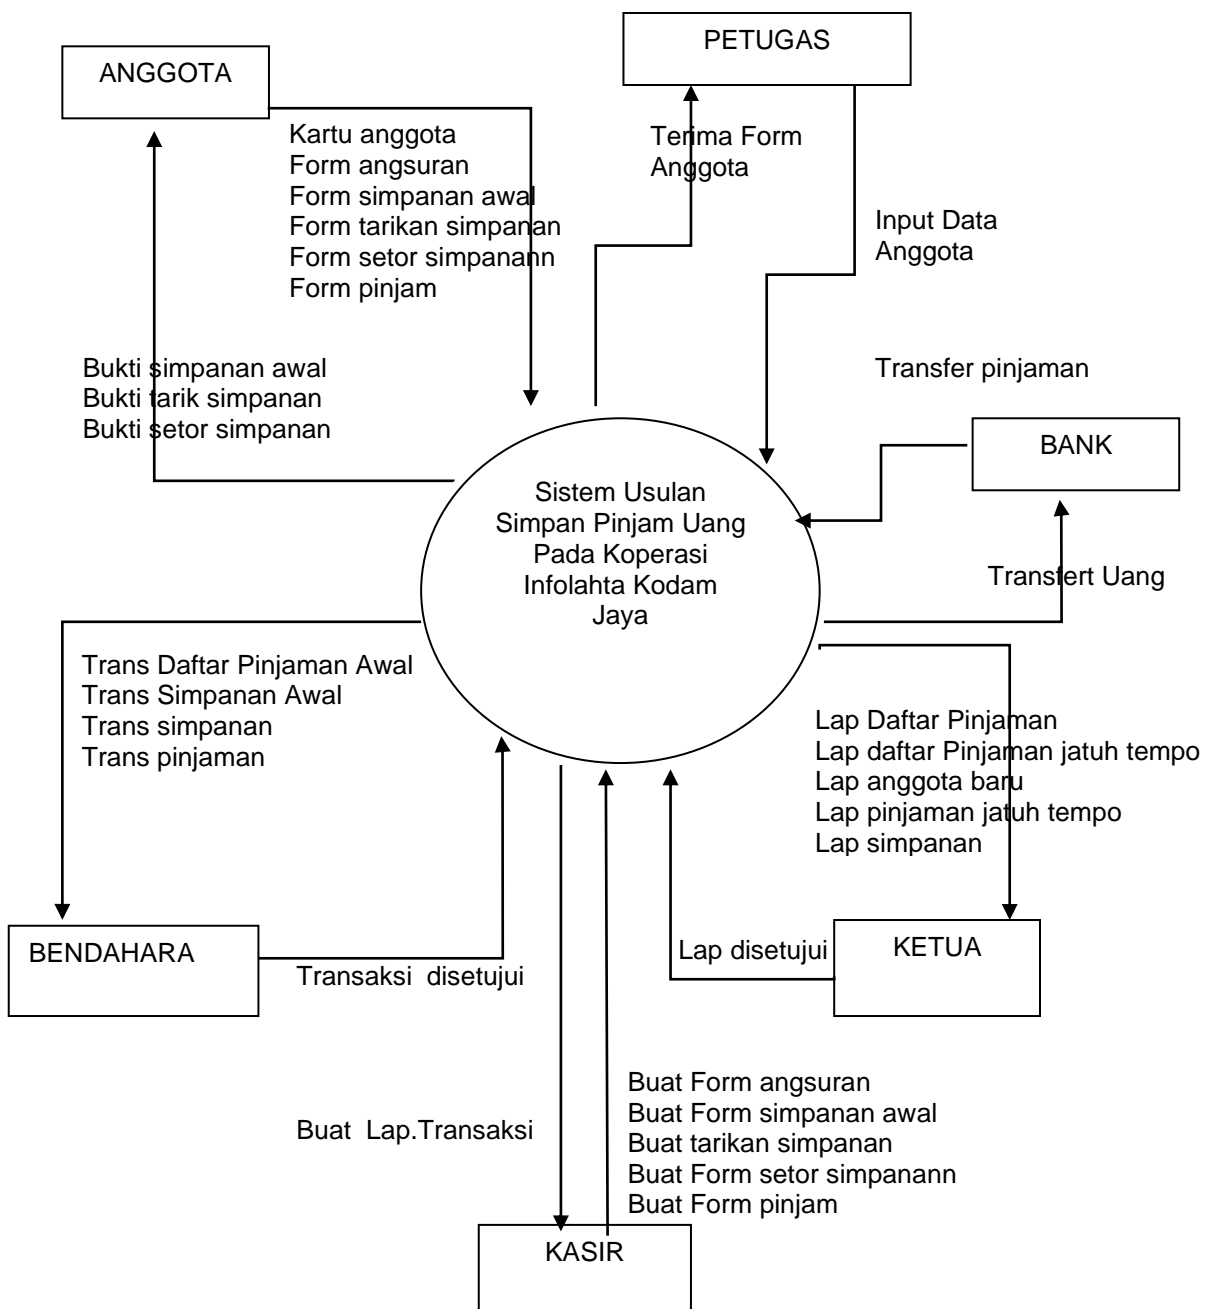 PETUGAS
ANGGOTA
Kartu anggota
Form angsuran
Form simpanan awal
Form tarikan simpanan
Form setor simpanann
Form pinjam
Terima Form
Anggota
Input Data
Anggota
Bukti simpanan awal
Bukti tarik simpanan
Bukti setor simpanan
Transfer pinjaman
BANK
Sistem Usulan
Simpan Pinjam Uang
Pada Koperasi
Infolahta Kodam
Jaya
Transfert Uang
Trans Daftar Pinjaman Awal
Trans Simpanan Awal
Trans simpanan
Trans pinjaman
Lap Daftar Pinjaman
Lap daftar Pinjaman jatuh tempo
Lap anggota baru
Lap pinjaman jatuh tempo
Lap simpanan
BENDAHARA
Transaksi  disetujui
Lap disetujui
KETUA
Buat  Lap.Transaksi
Buat Form angsuran
Buat Form simpanan awal
Buat tarikan simpanan
Buat Form setor simpanann
Buat Form pinjam
KASIR